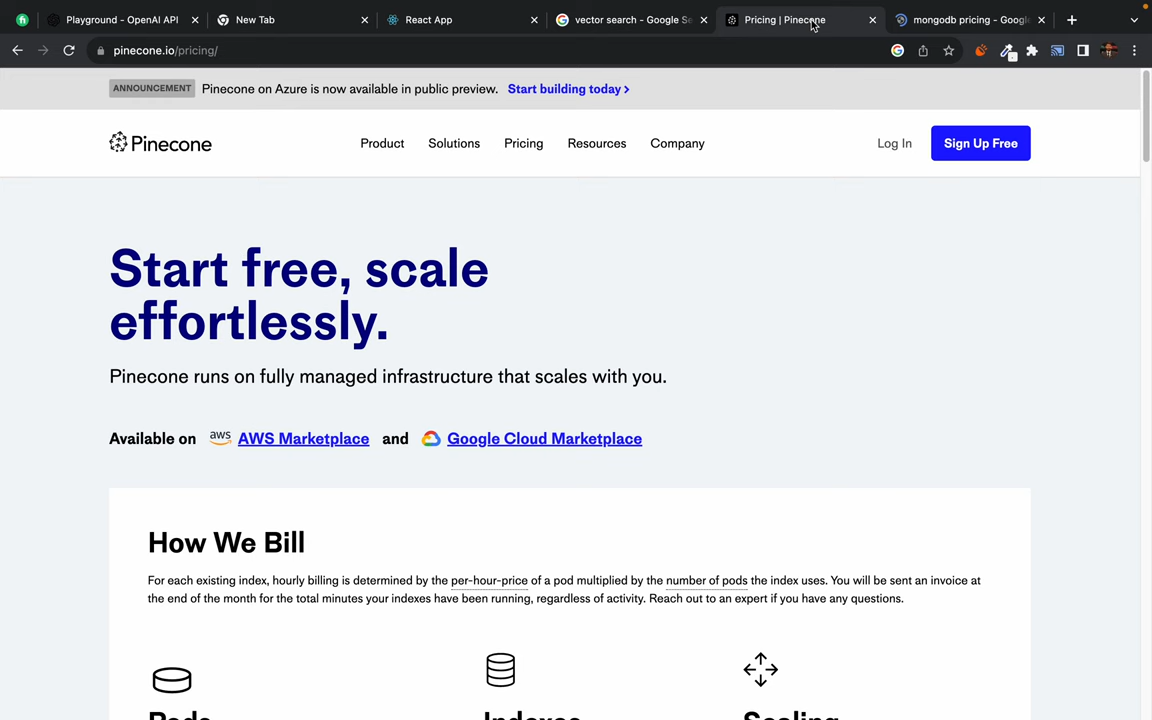 Playground - OpenAI API
New Tab
React App
vector search - Google Se
Pricing | Pinecone
mongodb pricing - Google
pinecone.io/pricing/
ANNOUNCEMENT Pinecone on Azure is now available in public preview. Start building today >
Pinecone
Product
Solutions
Pricing
Resources
Company
Log In
Sign Up Free
Start free, scale
effortlessly.
Pinecone runs on fully managed infrastructure that scales with you.
Available on aws AWS Marketplace and Google Cloud Marketplace
How We Bill
For each existing index, hourly billing is determined by the per-hour-price of a pod multiplied by the number of pods the index uses. You will be sent an invoice at
the end of the month for the total minutes your indexes have been running, regardless of activity. Reach out to an expert if you have any questions.
Pods
Indexes
Scaling